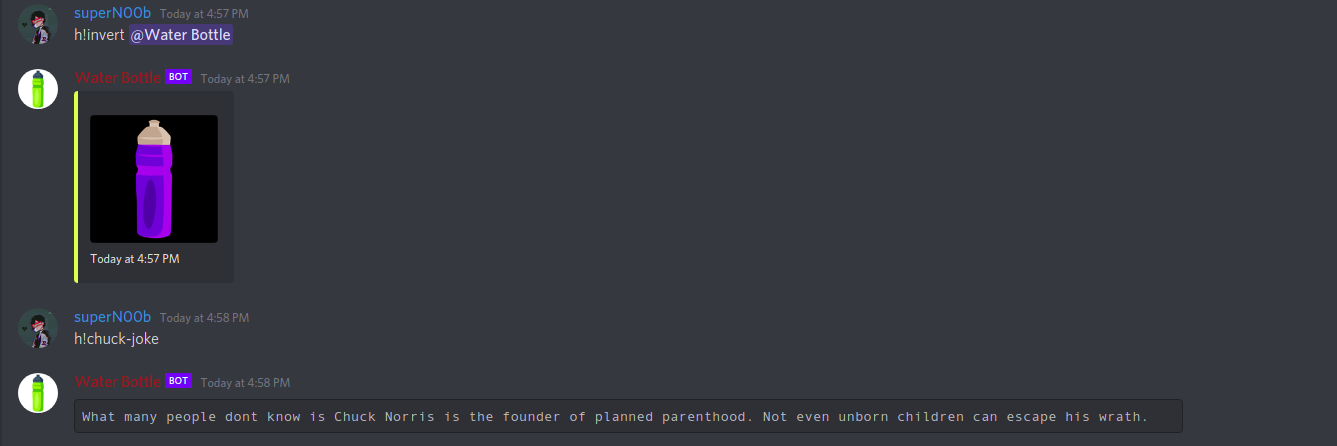 superN00b Today at 4:57 PM
h!invert @Water Bottle
Water Bottle BOT Today at 4:57 PM
Today at 4:57 PM
superN00b Today at 4:58 PM
h!chuck-joke
Water Bottle BOT Today at 4:58 PM
What many people dont know is Chuck Norris is the founder of planned parenthood. Not even unborn children can escape his wrath.